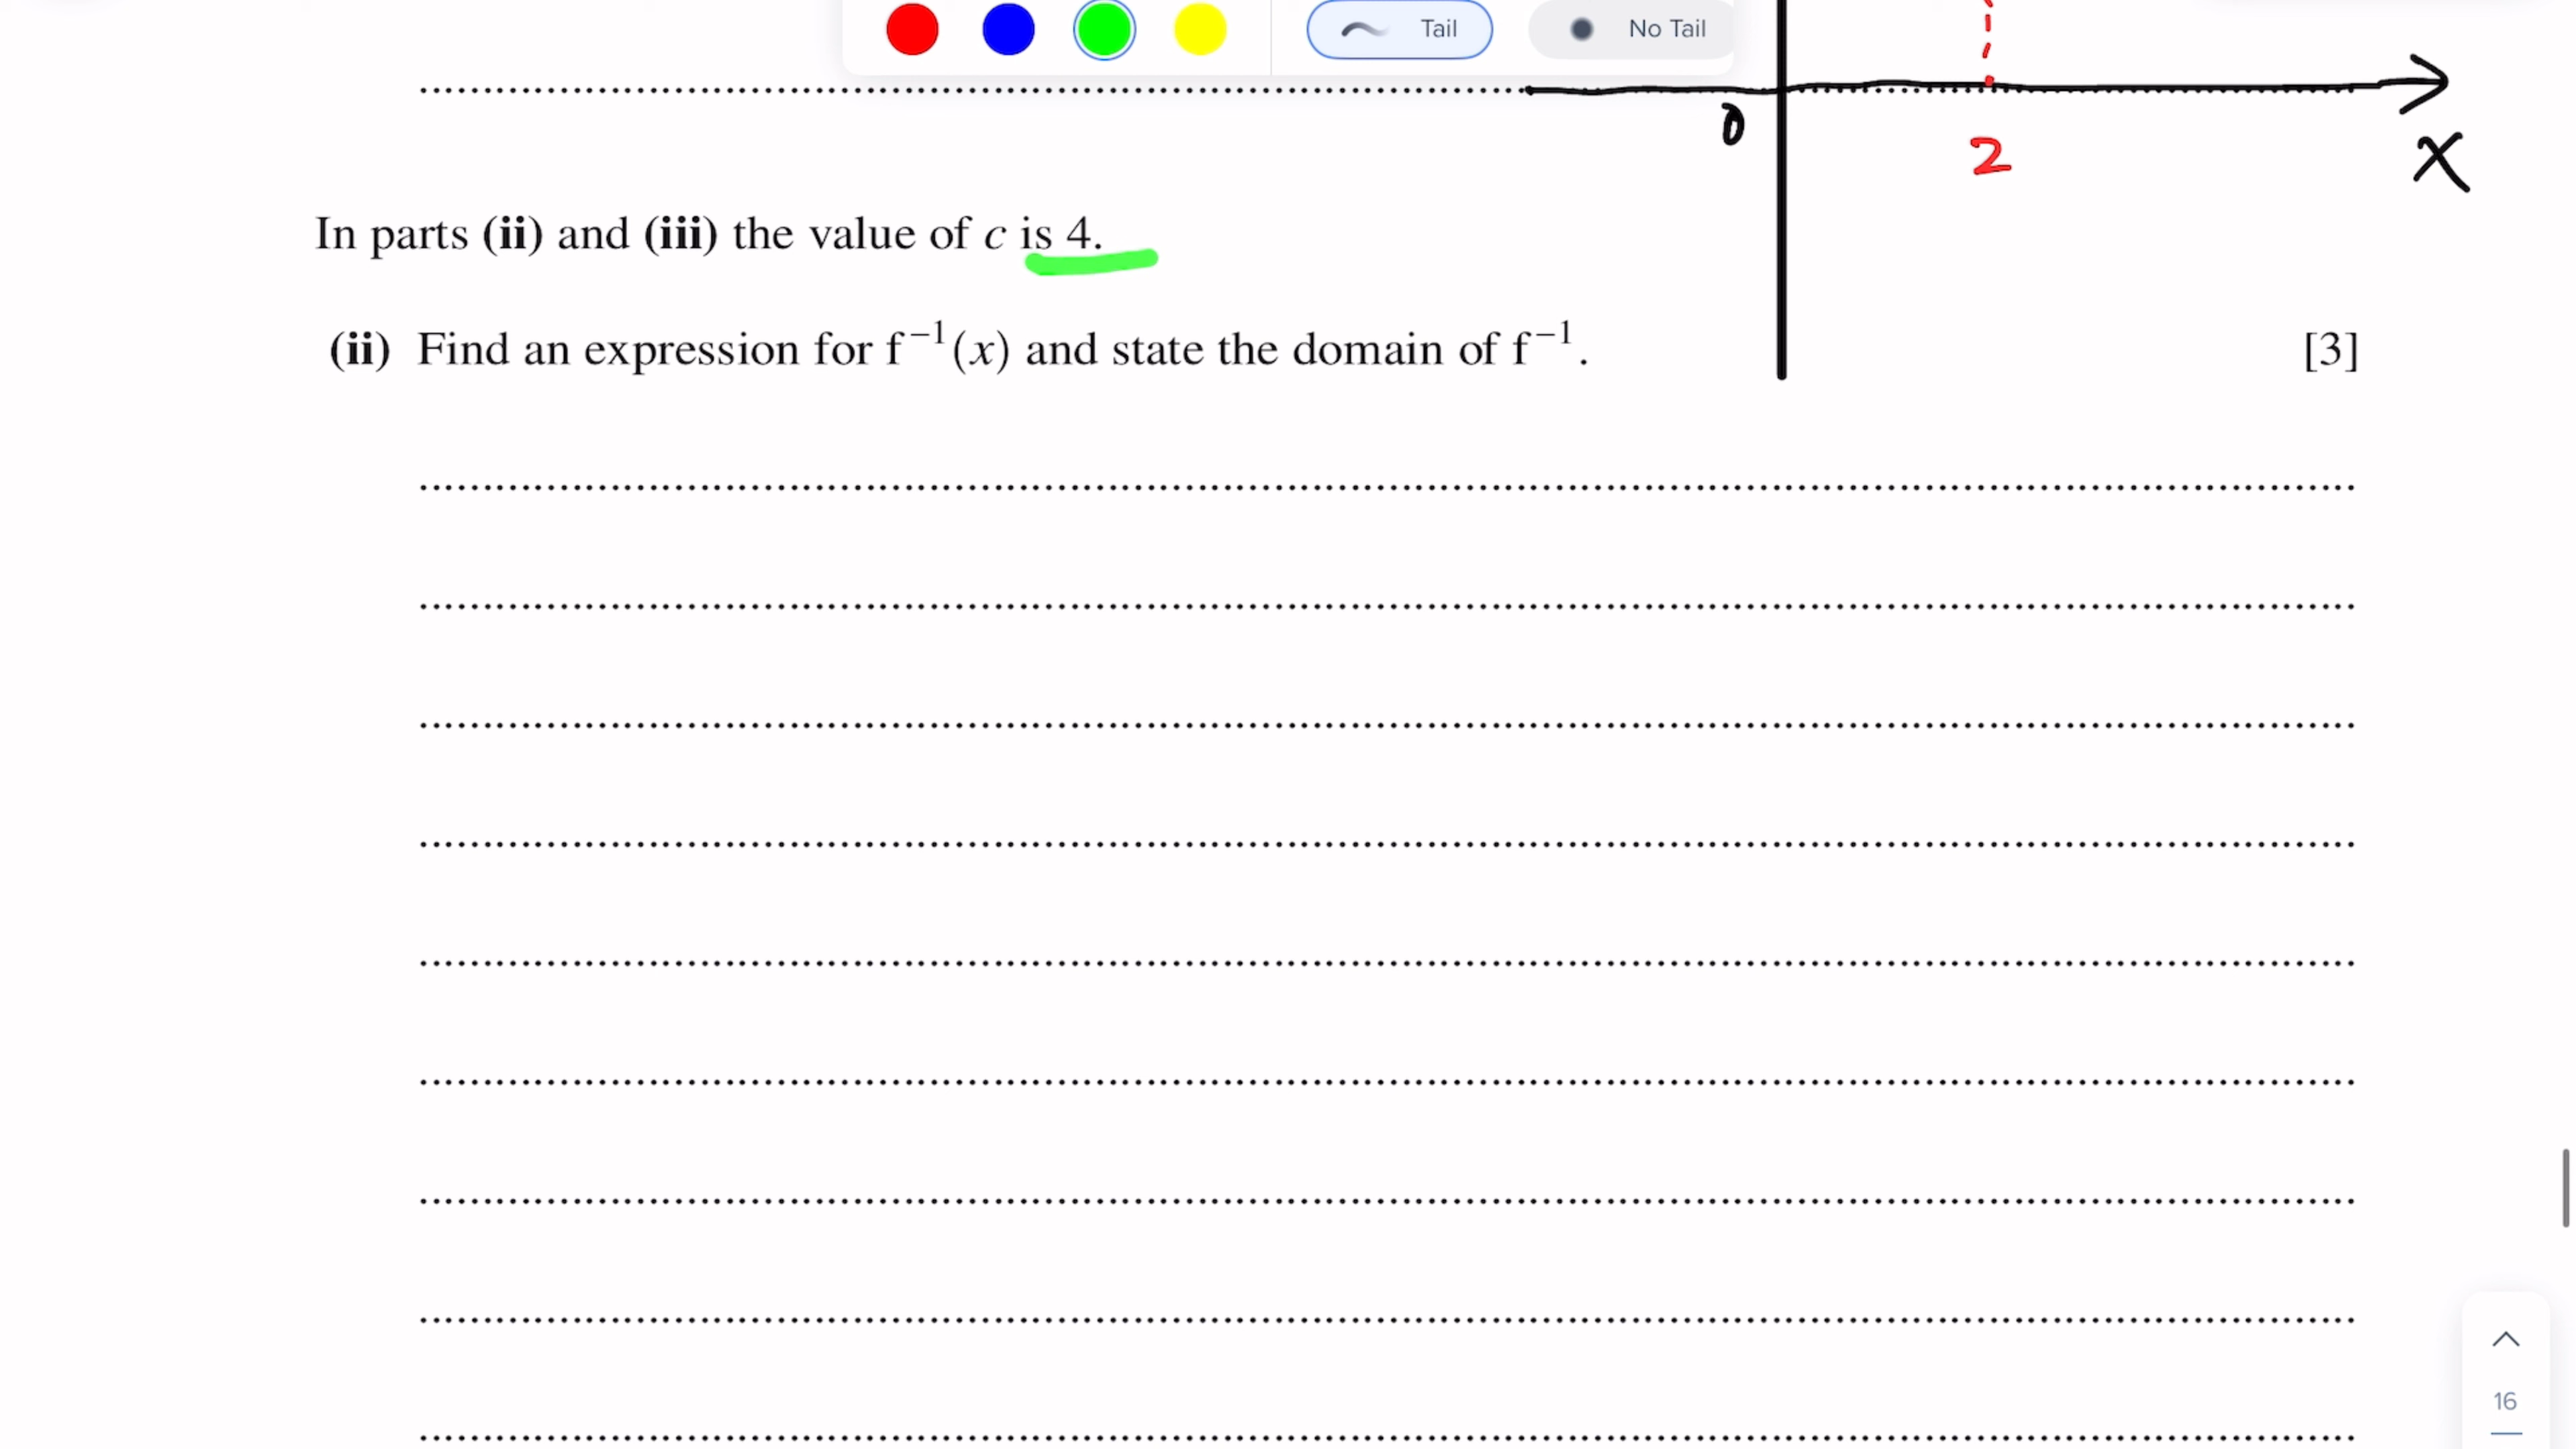 Tail No Tail
0
2
X
In parts (ii) and (iii) the value of c is 4.
(ii) Find an expression for f⁻¹(x) and state the domain of f⁻¹. [3]
16